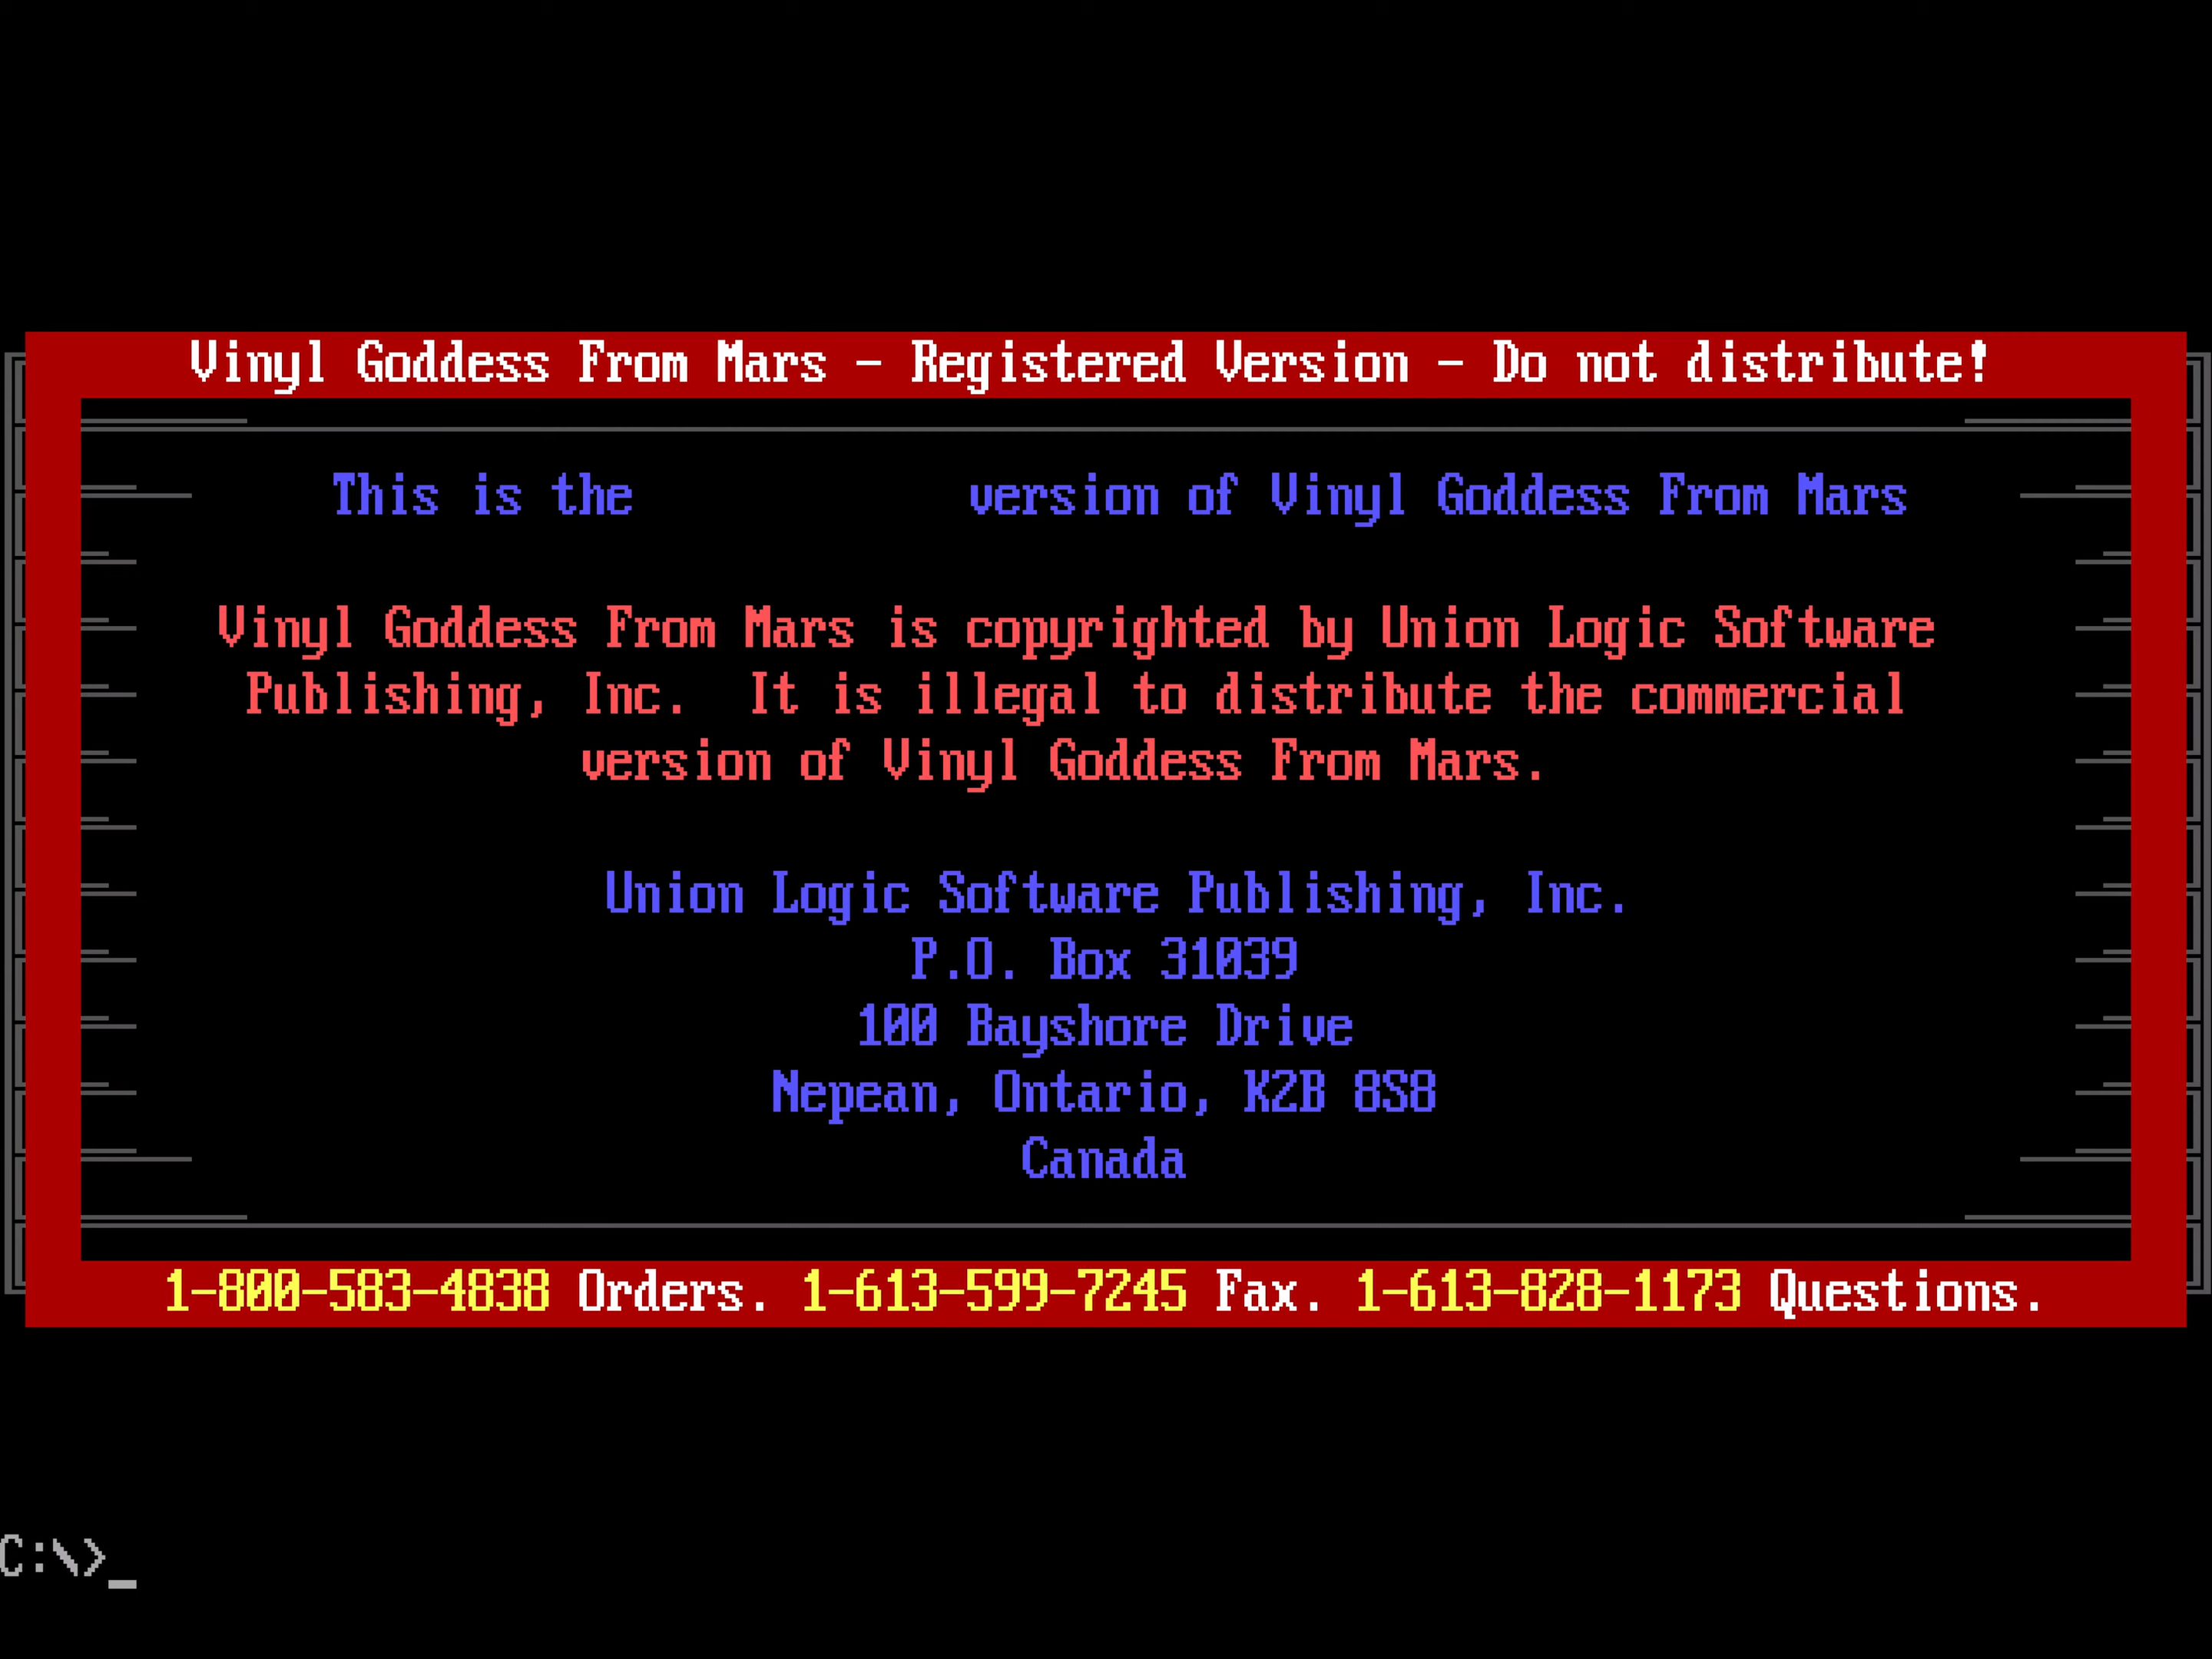 Vinyl Goddess From Mars - Registered Version - Do not distribute!
This is the version of Vinyl Goddess From Mars
Vinyl Goddess From Mars is copyrighted by Union Logic Software
Publishing, Inc.  It is illegal to distribute the commercial
version of Vinyl Goddess From Mars.
Union Logic Software Publishing, Inc.
P.O. Box 31039
100 Bayshore Drive
Nepean, Ontario, K2B 8S8
Canada
1-800-583-4838 Orders. 1-613-599-7245 Fax. 1-613-828-1173 Questions.
C:\>_